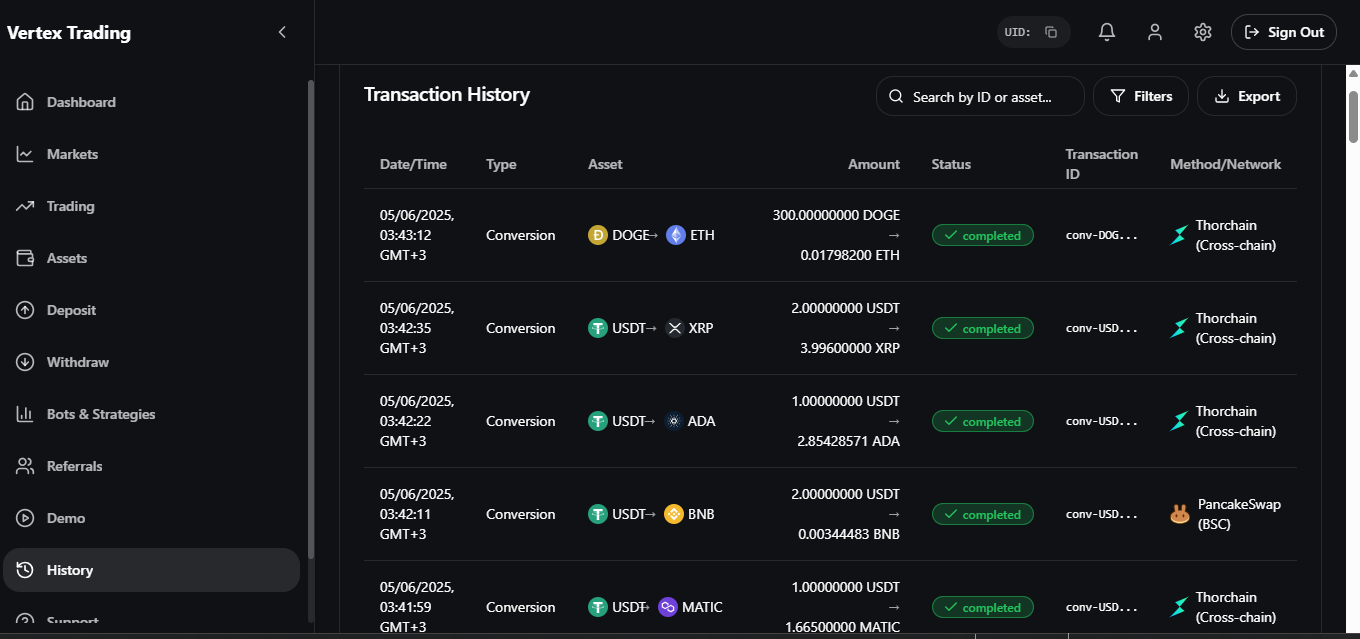 Vertex Trading
UID:
Sign Out
Dashboard
Markets
Trading
Assets
Deposit
Withdraw
Bots & Strategies
Referrals
Demo
History
Support
Transaction History
Search by ID or asset...
Filters
Export
Date/Time Type Asset Amount Status Transaction ID Method/Network
05/06/2025,
03:43:12
GMT+3
Conversion
DOGE→ ETH
300.00000000 DOGE
→
0.01798200 ETH
completed
conv-DOG...
Thorchain
(Cross-chain)
05/06/2025,
03:42:35
GMT+3
Conversion
USDT→ XRP
2.00000000 USDT
→
3.99600000 XRP
completed
conv-USD...
Thorchain
(Cross-chain)
05/06/2025,
03:42:22
GMT+3
Conversion
USDT→ ADA
1.00000000 USDT
→
2.85428571 ADA
completed
conv-USD...
Thorchain
(Cross-chain)
05/06/2025,
03:42:11
GMT+3
Conversion
USDT→ BNB
2.00000000 USDT
→
0.00344483 BNB
completed
conv-USD...
PancakeSwap
(BSC)
05/06/2025,
03:41:59
GMT+3
Conversion
USDT→ MATIC
1.00000000 USDT
→
1.66500000 MATIC
completed
conv-USD...
Thorchain
(Cross-chain)